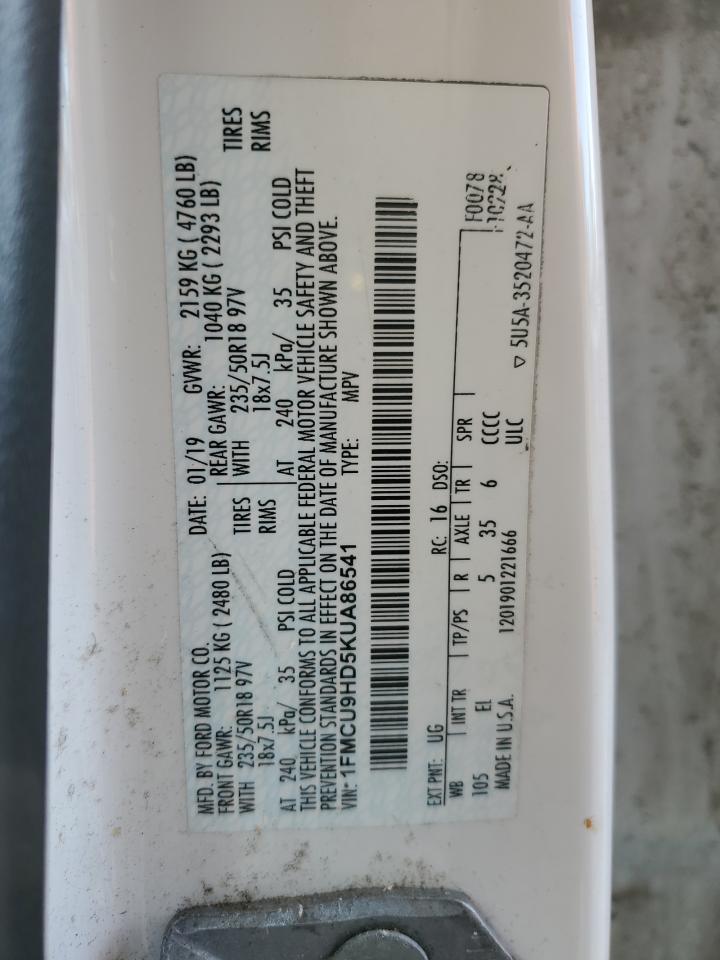 MFD. BY FORD MOTOR CO.
DATE: 01/19 GVWR: 2159 KG ( 4760 LB)
FRONT GAWR: 1125 KG ( 2480 LB) REAR GAWR: 1040 KG ( 2293 LB)
WITH 235/50R18 97V TIRES WITH 235/50R18 97V TIRES
18x7.5J RIMS 18x7.5J RIMS
AT 240 kPa/ 35 PSI COLD AT 240 kPa/ 35 PSI COLD
THIS VEHICLE CONFORMS TO ALL APPLICABLE FEDERAL MOTOR VEHICLE SAFETY AND THEFT
PREVENTION STANDARDS IN EFFECT ON THE DATE OF MANUFACTURE SHOWN ABOVE.
VIN: 1FMCU9HD5KUA86541 TYPE: MPV
EXT PNT: UG RC: 16 DSO: F0078
WB INT TR TP/PS R AXLE TR SPR
105 EI 5 35 6 CCCC
MADE IN U.S.A. 1201901221666 ULC
▽ 5U5A-3520472-AA